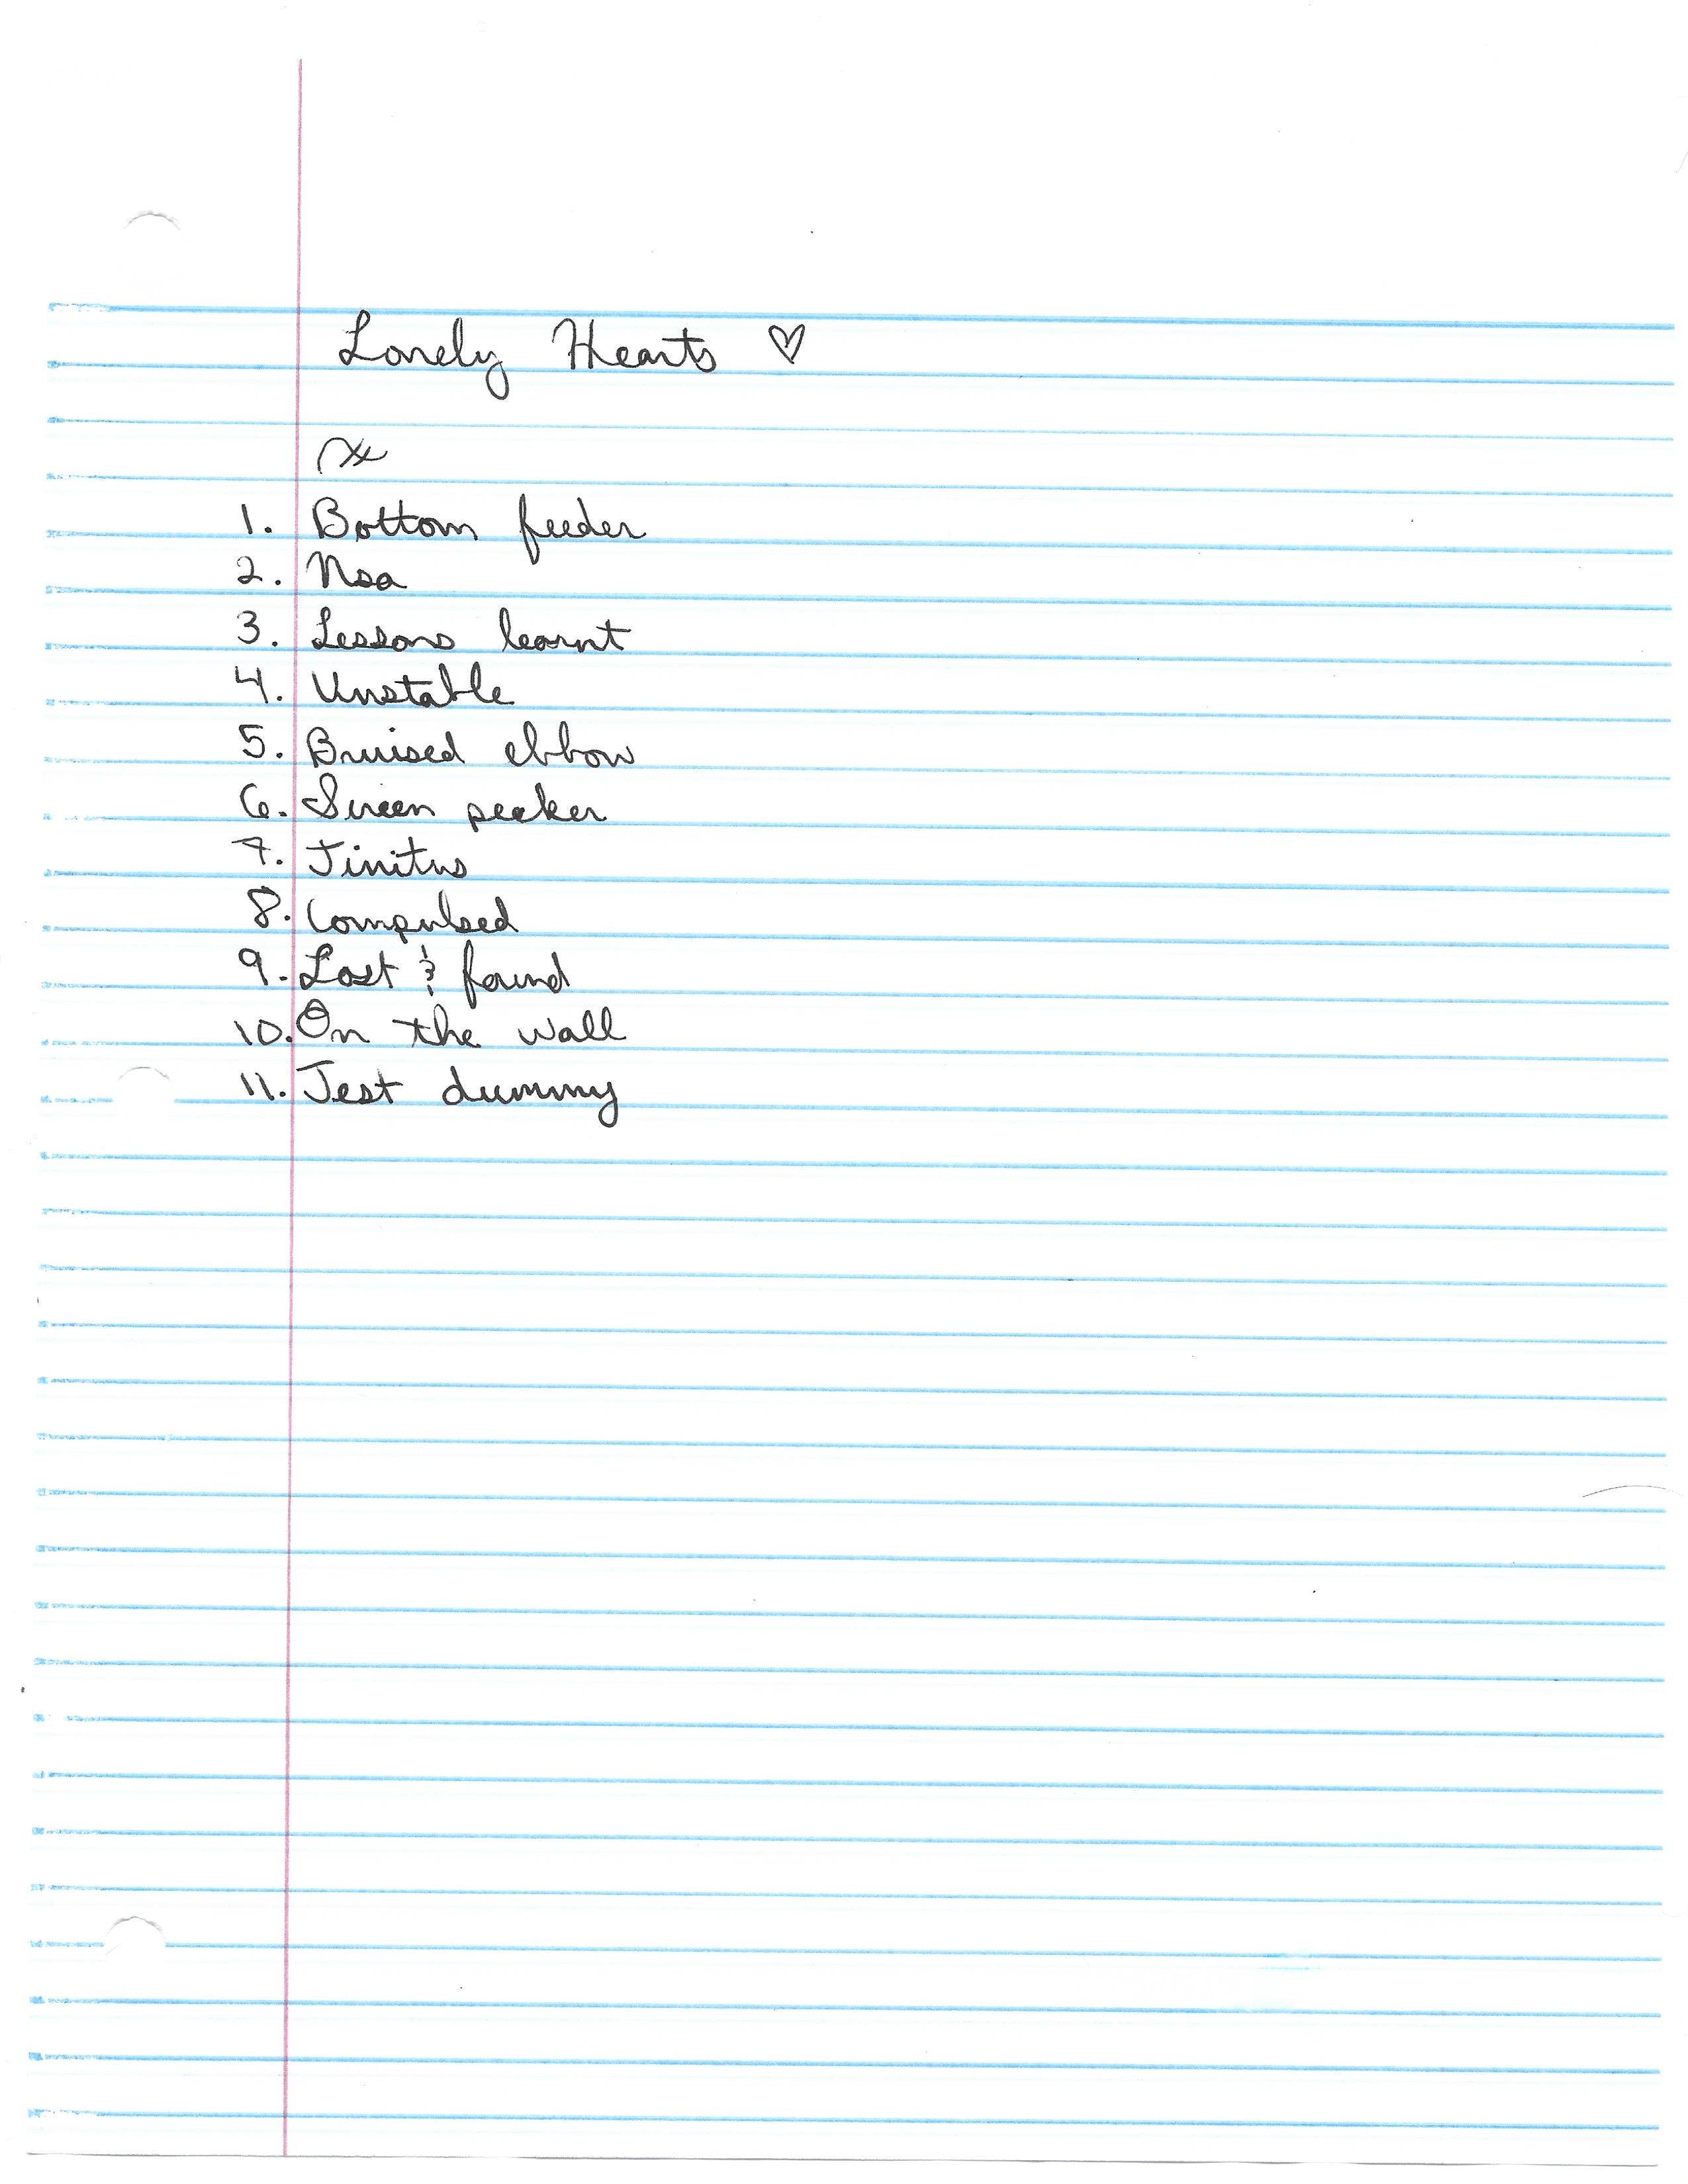 Lonely Hearts ♡
1. Bottom feeder
2. Nsa
3. Lessons learnt
4. Unstable
5. Bruised elbow
6. Screen peeker
7. Tinitus
8. Compulsed
9. Lost & found
10. On the wall
11. Test dummy